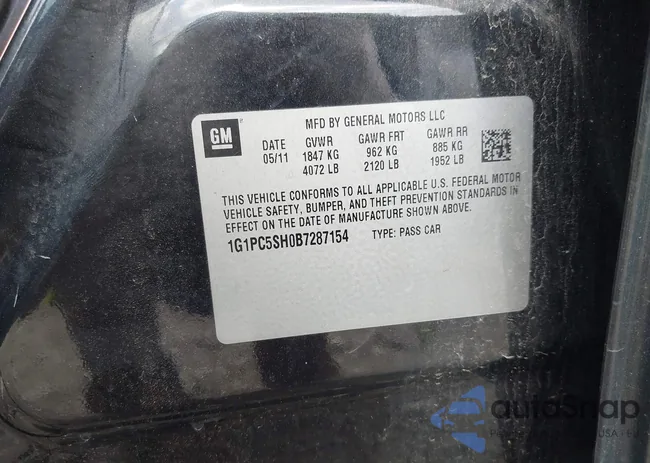 GM
MFD BY GENERAL MOTORS LLC
DATE GVWR GAWR FRT GAWR RR
05/11 1847 KG 962 KG 885 KG
4072 LB 2120 LB 1952 LB
THIS VEHICLE CONFORMS TO ALL APPLICABLE U.S. FEDERAL MOTOR
VEHICLE SAFETY, BUMPER, AND THEFT PREVENTION STANDARDS IN
EFFECT ON THE DATE OF MANUFACTURE SHOWN ABOVE.
1G1PC5SH0B7287154 TYPE: PASS CAR
autoSnap